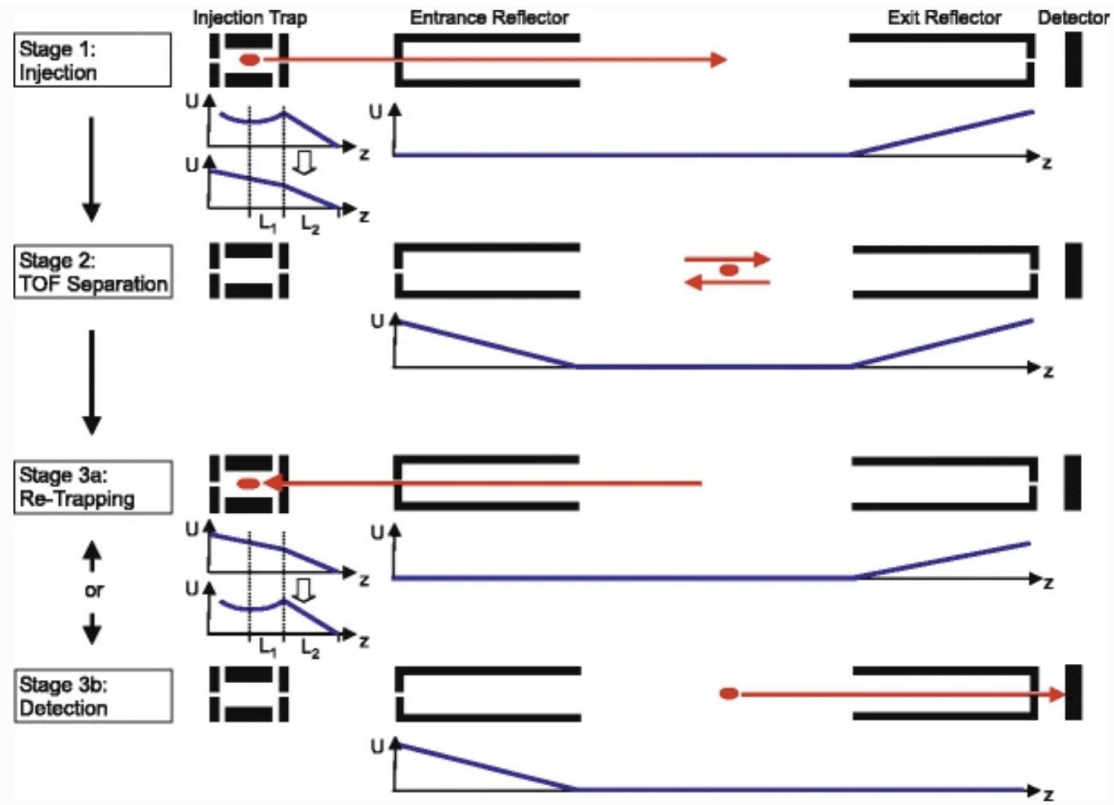 Injection Trap
Entrance Reflector
Exit Reflector
Detector
Stage 1:
Injection
U
z
U
z
L1
L2
U
z
Stage 2:
TOF Separation
U
z
Stage 3a:
Re-Trapping
U
z
U
z
L1
L2
U
z
or
Stage 3b:
Detection
U
z